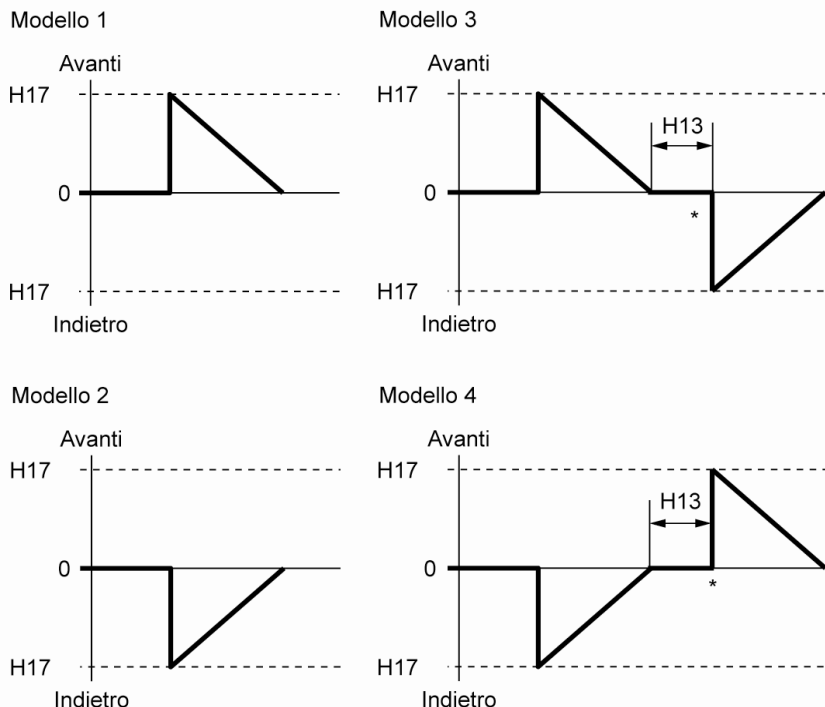 Modello 1
Avanti
H17
0
H17
Indietro
Modello 3
Avanti
H17
H13
0
*
H17
Indietro
Modello 2
Avanti
H17
0
H17
Indietro
Modello 4
Avanti
H17
H13
0
*
H17
Indietro